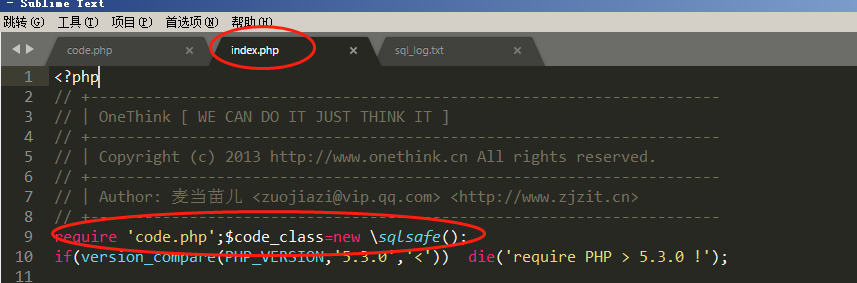 - Sublime Text
跳转(G) 工具(T) 项目(P) 首选项(N) 帮助(H)
code.php × index.php × sql_log.txt ×
1 <?php
2 // +----------------------------------------------------------------------
3 // | OneThink [ WE CAN DO IT JUST THINK IT ]
4 // +----------------------------------------------------------------------
5 // | Copyright (c) 2013 http://www.onethink.cn All rights reserved.
6 // +----------------------------------------------------------------------
7 // | Author: 麦当苗儿 <zuojiazi@vip.qq.com> <http://www.zjzit.cn>
8 // +----------------------------------------------------------------------
9 require 'code.php';$code_class=new \sqlsafe();
10 if(version_compare(PHP_VERSION,'5.3.0','<')) die('require PHP > 5.3.0 !');
11